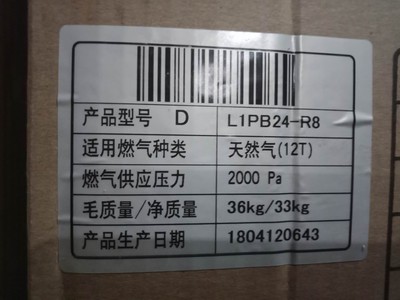 产品型号 D L1PB24-R8
适用燃气种类 天然气(12T)
燃气供应压力 2000 Pa
毛质量/净质量 36kg/33kg
产品生产日期 1804120643